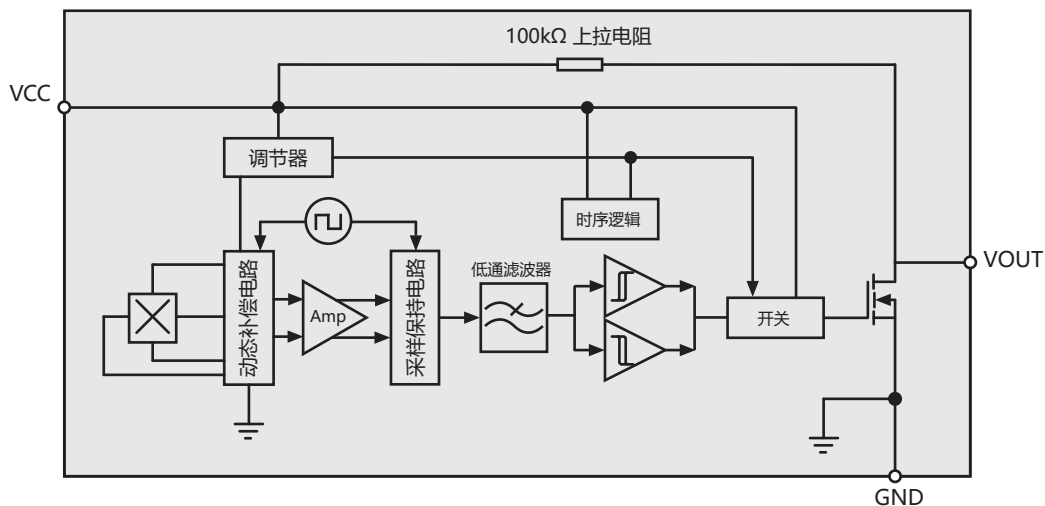 100kΩ 上拉电阻
VCC
调节器
时序逻辑
低通滤波器
VOUT
动态补偿电路
Amp
采样保持电路
开关
GND